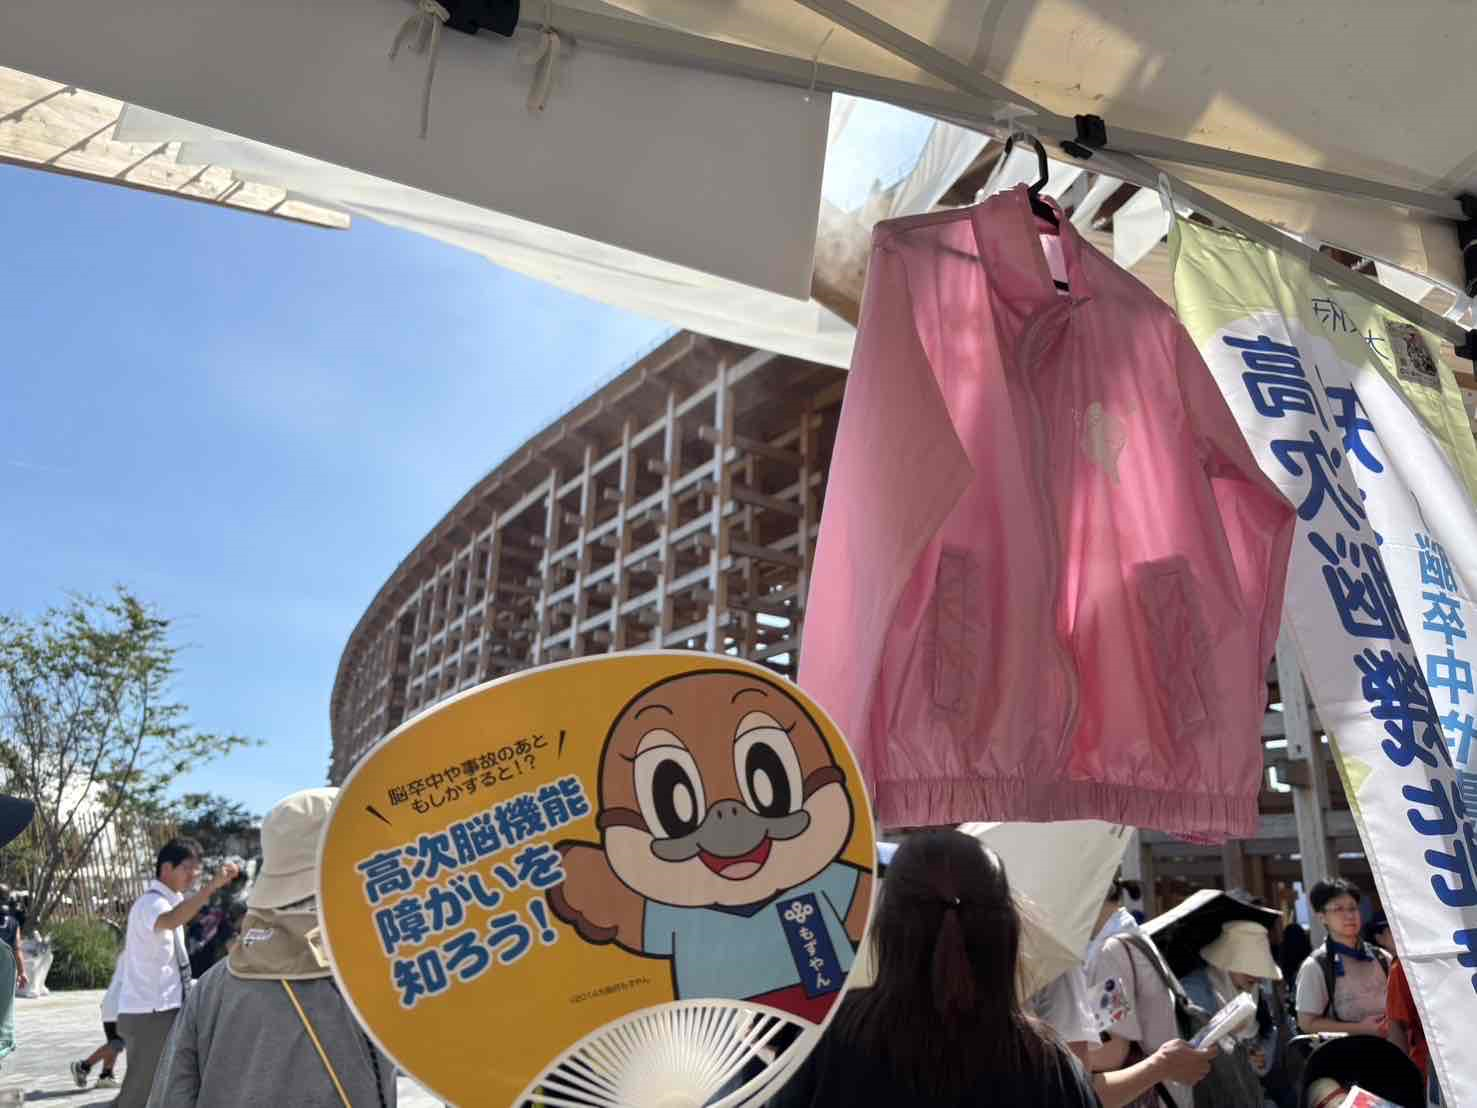 脳卒中や事故のあと
もしかすると!?
高次脳機能
障がいを
知ろう!
もずやん
©2014大阪府もずやん
高次脳
脳卒中